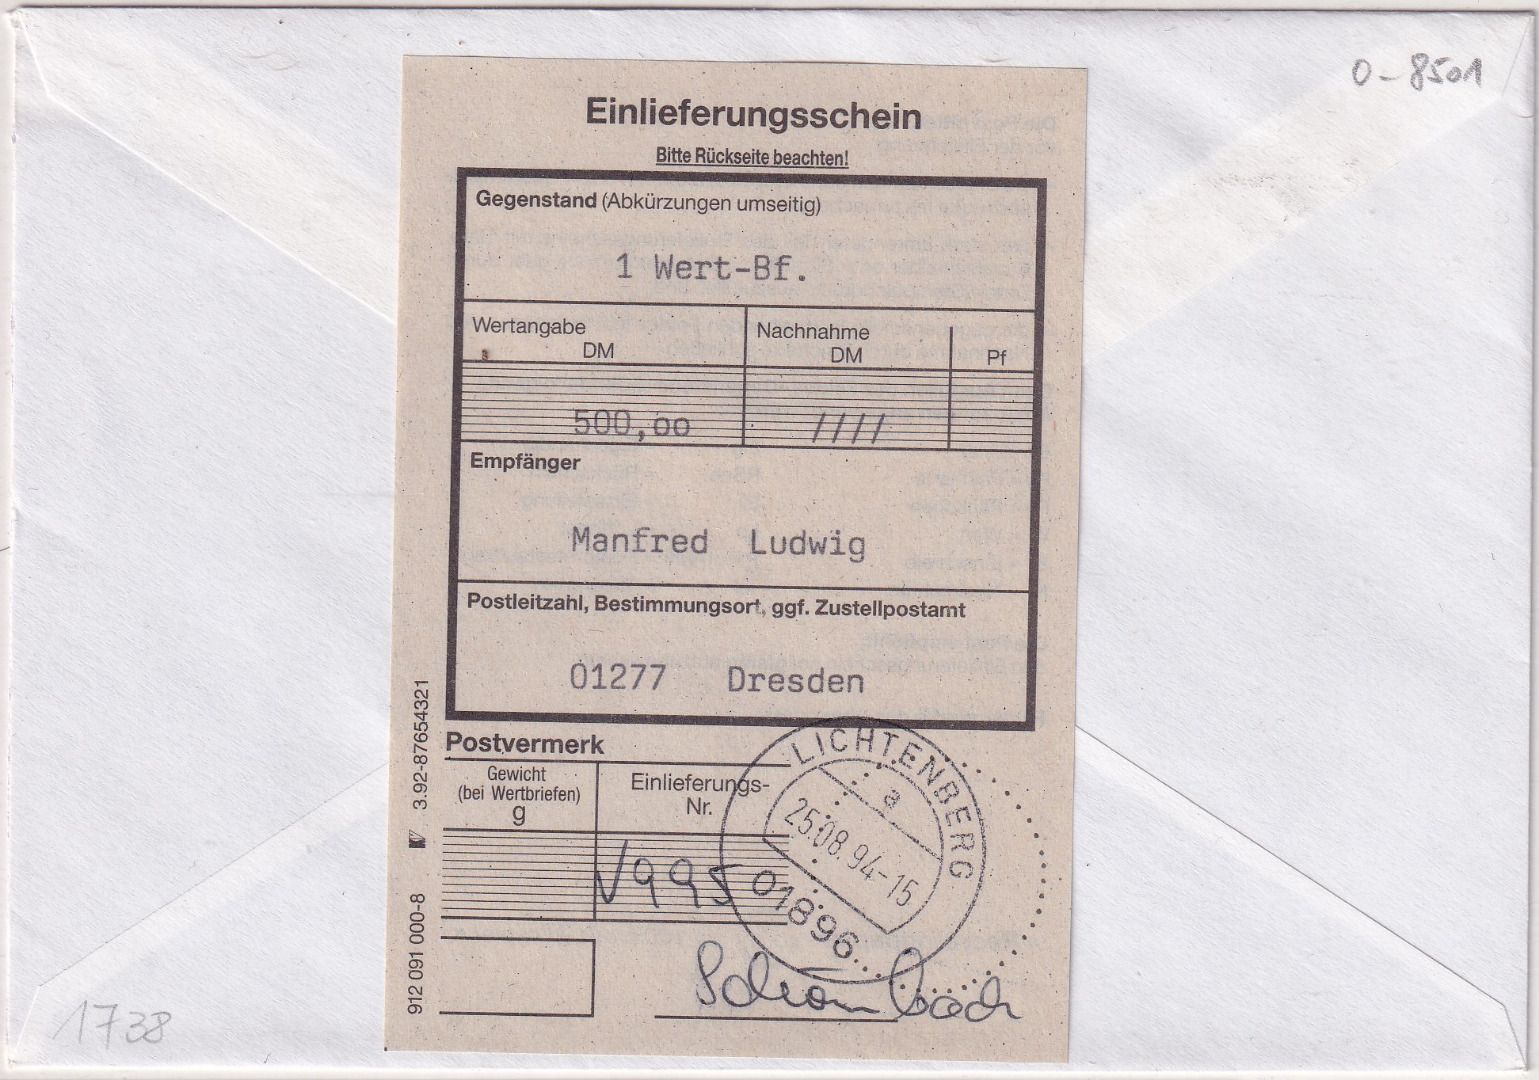 O-8501
Einlieferungsschein
Bitte Rückseite beachten!
Gegenstand (Abkürzungen umseitig)
1 Wert-Bf.
Wertangabe
DM
Nachnahme
DM
Pf
500,oo
////
Empfänger
Manfred Ludwig
Postleitzahl, Bestimmungsort, ggf. Zustellpostamt
01277 Dresden
Postvermerk
Gewicht
(bei Wertbriefen)
g
Einlieferungs-
Nr.
V995
LICHTENBERG
a
25.08.94-15
01896
Schönbach
912 091 000-8
3.92-87654321
1738